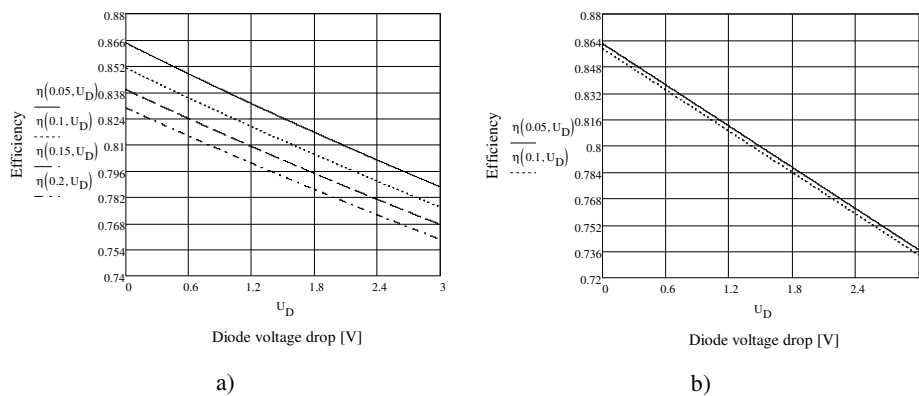 0.88
0.866
0.852
0.838
0.824
0.81
0.796
0.782
0.768
0.754
0.74
Efficiency
η(0.05, U_D)
η(0.1, U_D)
η(0.15, U_D)
η(0.2, U_D)
0 0.6 1.2 1.8 2.4 3
U_D
Diode voltage drop [V]
a)
0.88
0.864
0.848
0.832
0.816
0.8
0.784
0.768
0.752
0.736
0.72
Efficiency
η(0.05, U_D)
η(0.1, U_D)
0 0.6 1.2 1.8 2.4
U_D
Diode voltage drop [V]
b)